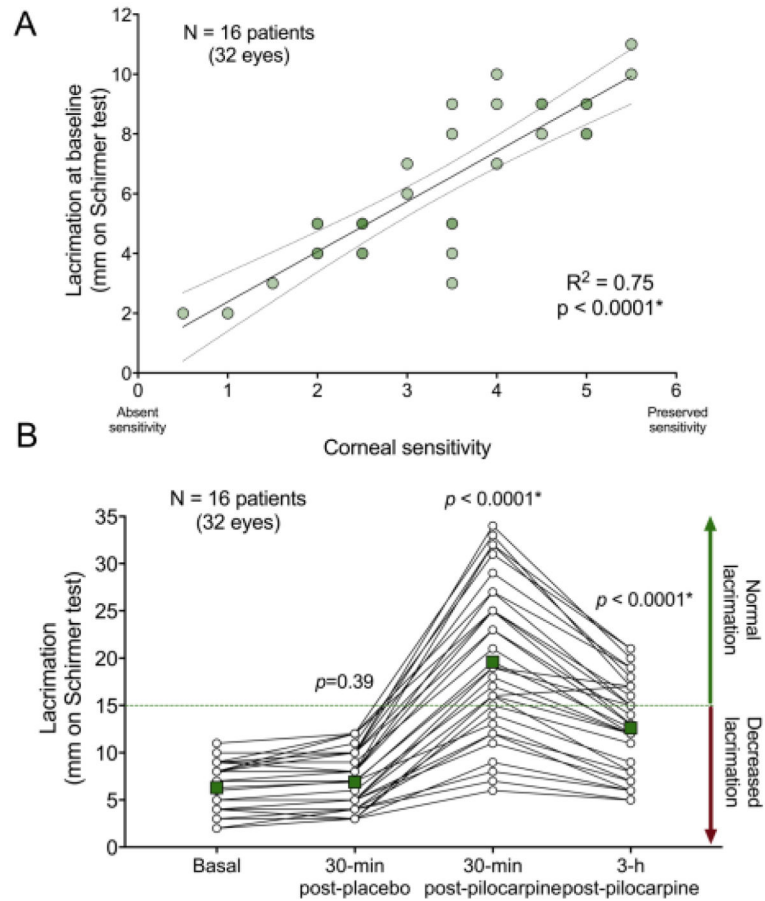 A
N = 16 patients
(32 eyes)
Lacrimation at baseline
(mm on Schirmer test)
12
10
8
6
4
2
0
R² = 0.75
p < 0.0001*
0 1 2 3 4 5 6
Absent
sensitivity
Preserved
sensitivity
Corneal sensitivity
B
N = 16 patients
(32 eyes)
Lacrimation
(mm on Schirmer test)
35
30
25
20
15
10
5
0
p=0.39
p < 0.0001*
p < 0.0001*
Normal
lacrimation
Decreased
lacrimation
Basal
30-min
post-placebo
30-min
post-pilocarpine
3-h
post-pilocarpine